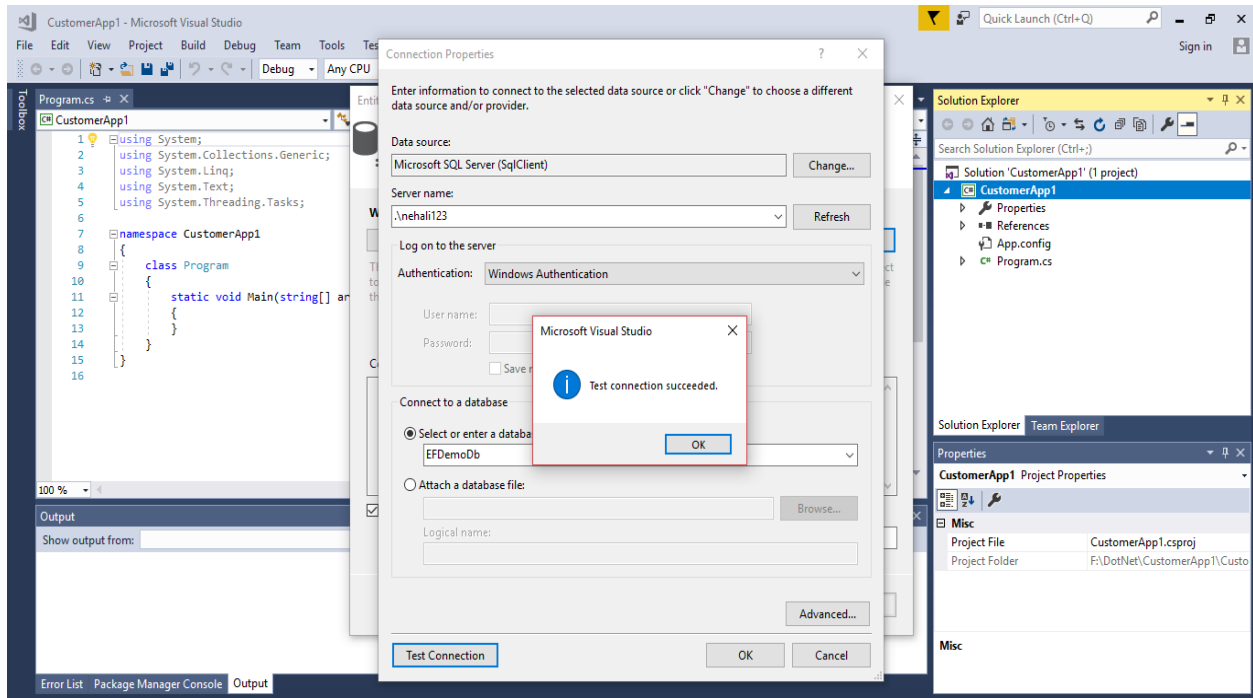 CustomerApp1 - Microsoft Visual Studio
Quick Launch (Ctrl+Q)
File Edit View Project Build Debug Team Tools Tes
Sign in
Debug Any CPU
Toolbox
Program.cs
CustomerApp1
1 using System;
2 using System.Collections.Generic;
3 using System.Linq;
4 using System.Text;
5 using System.Threading.Tasks;
6
7 namespace CustomerApp1
8 {
9 class Program
10 {
11 static void Main(string[] ar
12 {
13 }
14 }
15 }
16
100 %
Output
Show output from:
Error List Package Manager Console Output
Entit
W
Th
to
th
ct
e
Connection Properties
Enter information to connect to the selected data source or click "Change" to choose a different
data source and/or provider.
Data source:
Microsoft SQL Server (SqlClient)
Change...
Server name:
.\nehali123
Refresh
Log on to the server
Authentication: Windows Authentication
User name:
Password:
Save
Microsoft Visual Studio
Test connection succeeded.
OK
Connect to a database
Select or enter a databa
EFDemoDb
Attach a database file:
Browse...
Logical name:
Advanced...
Test Connection
OK
Cancel
Solution Explorer
Search Solution Explorer (Ctrl+;)
Solution 'CustomerApp1' (1 project)
C# CustomerApp1
Properties
References
App.config
C# Program.cs
Solution Explorer Team Explorer
Properties
CustomerApp1 Project Properties
Misc
Project File CustomerApp1.csproj
Project Folder F:\DotNet\CustomerApp1\Custo
Misc